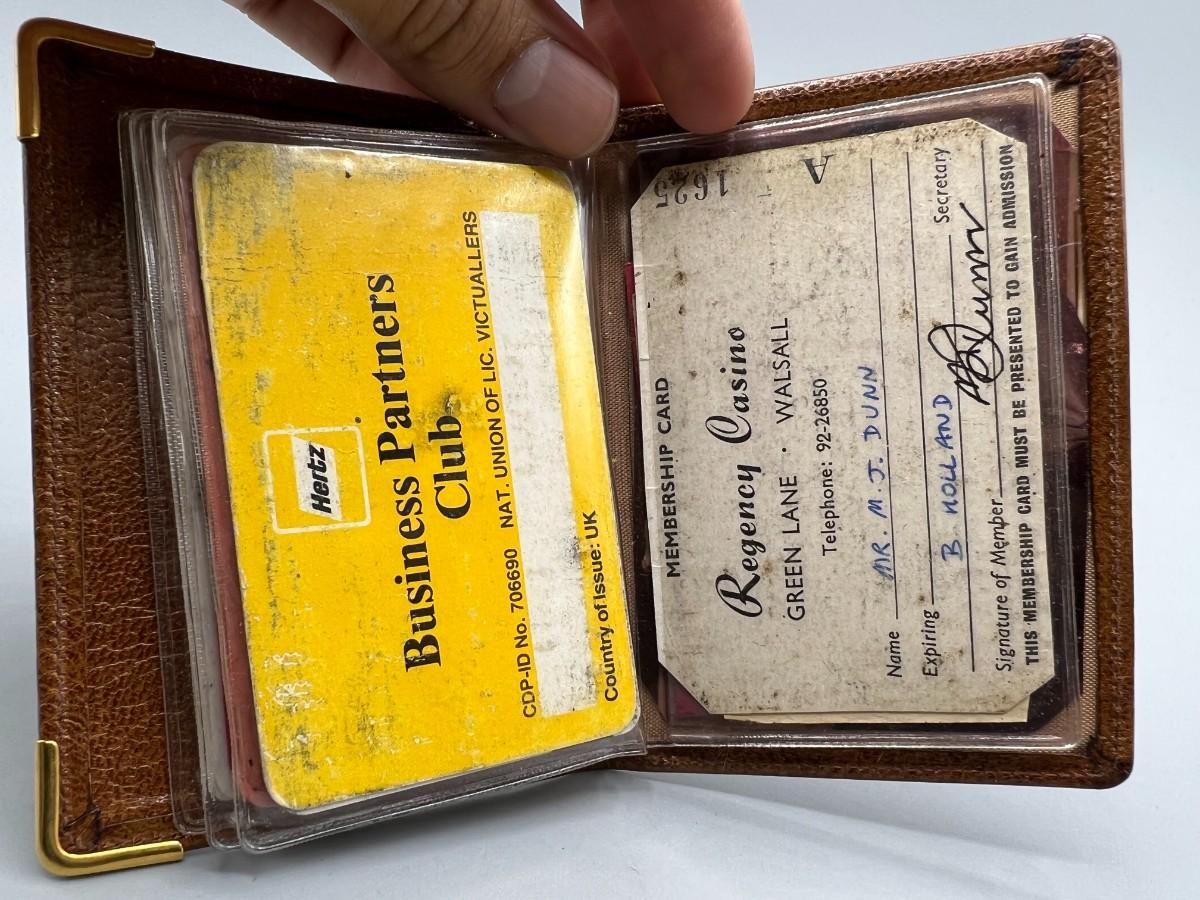 Hertz
Business Partners
Club
CDP-ID No. 706690 NAT. UNION OF LIC. VICTUALLERS
Country of Issue: UK
1625 A
MEMBERSHIP CARD
Regency Casino
GREEN LANE · WALSALL
Telephone: 92-26850
Name MR. M. J. DUNN
Expiring
B. HOLLAND Secretary
Signature of Member M J Dunn
THIS MEMBERSHIP CARD MUST BE PRESENTED TO GAIN ADMISSION